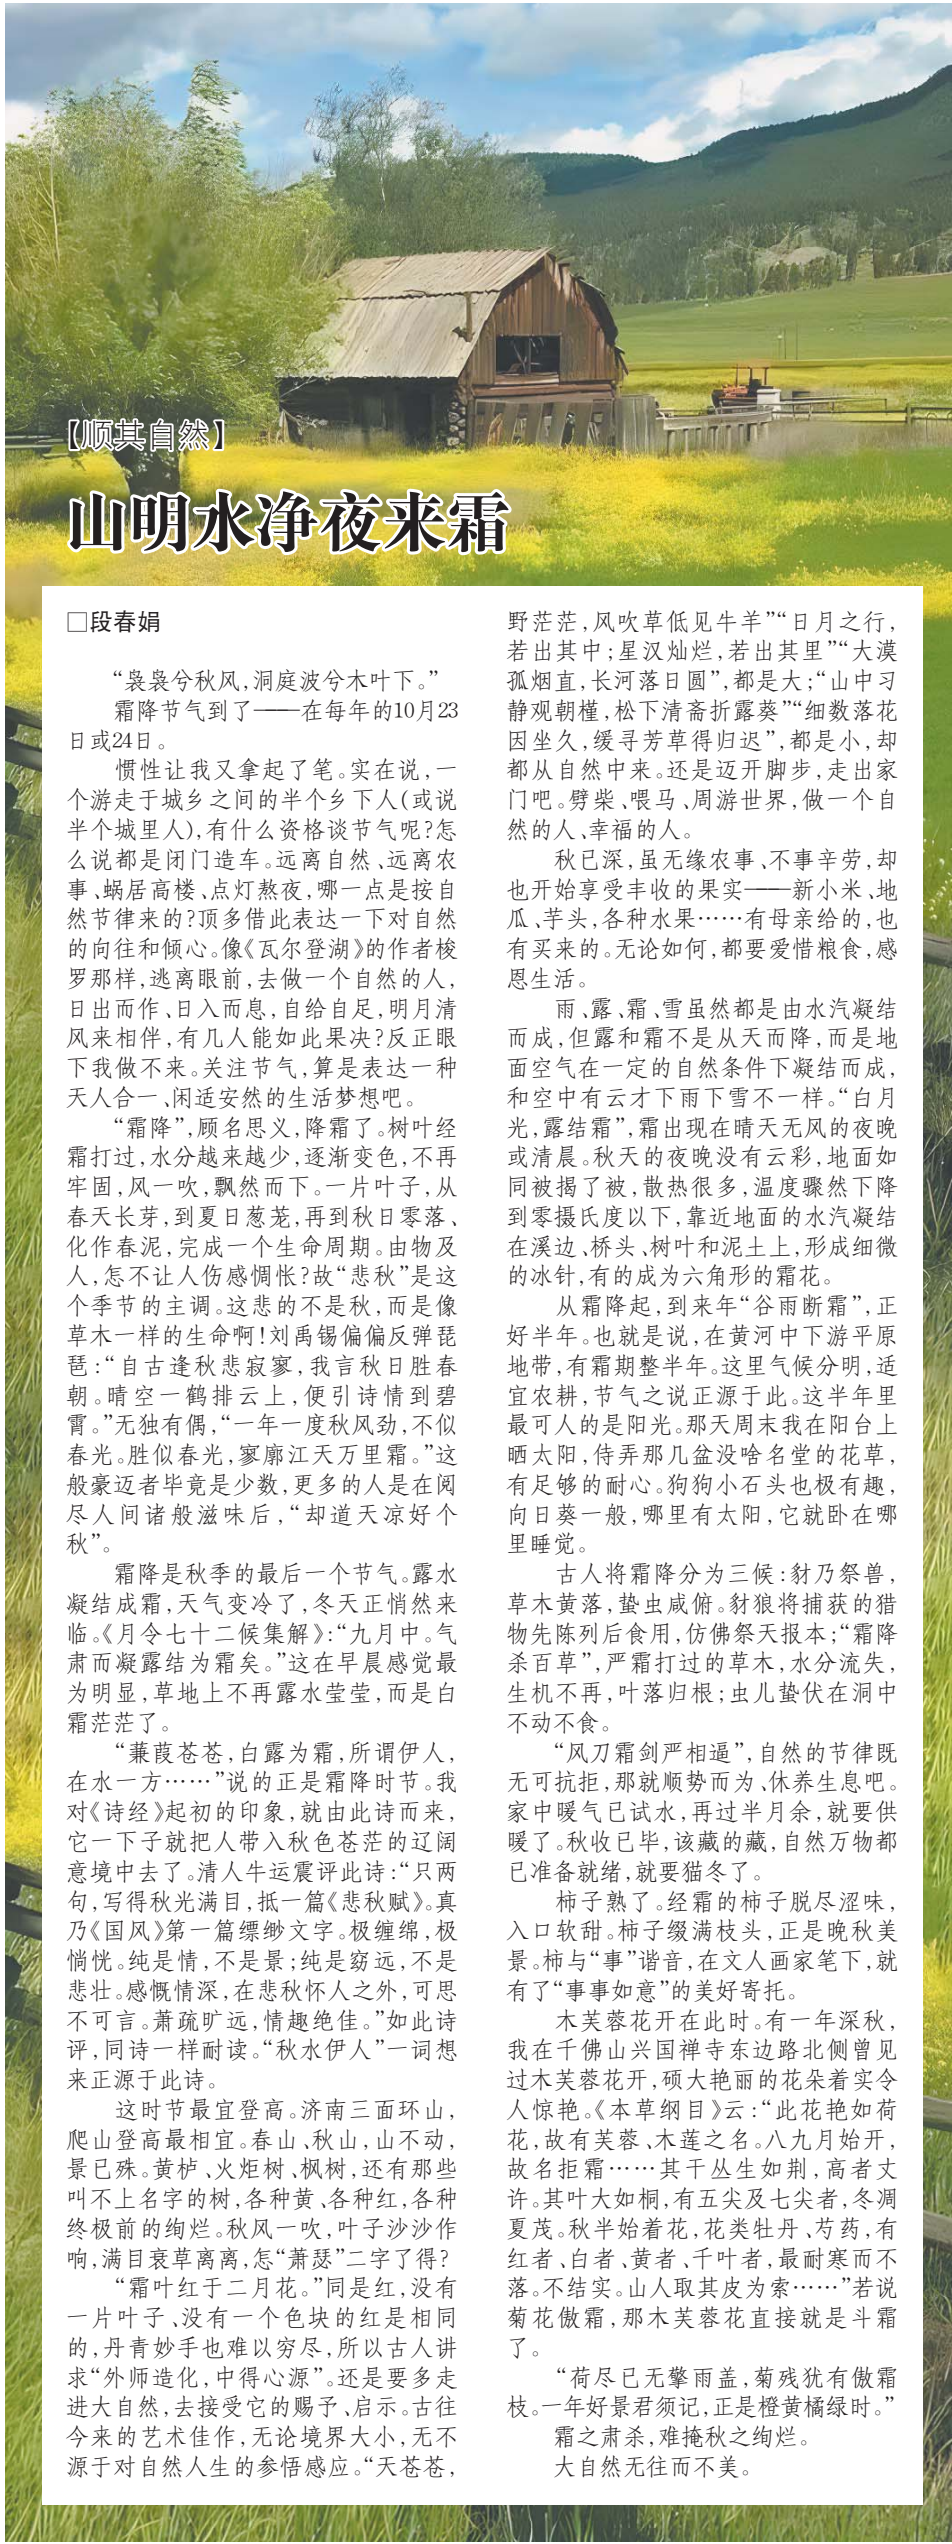 【顺其自然】
山明水净夜来霜
□段春娟
“袅袅兮秋风，洞庭波兮木叶下。”
霜降节气到了——在每年的10月23
日或24日。
惯性让我又拿起了笔。实在说，一
个游走于城乡之间的半个乡下人（或说
半个城里人），有什么资格谈节气呢？怎
么说都是闭门造车。远离自然、远离农
事、蜗居高楼、点灯熬夜，哪一点是按自
然节律来的？顶多借此表达一下对自然
的向往和倾心。像《瓦尔登湖》的作者梭
罗那样，逃离眼前，去做一个自然的人，
日出而作、日入而息，自给自足，明月清
风来相伴，有几人能如此果决？反正眼
下我做不来。关注节气，算是表达一种
天人合一、闲适安然的生活梦想吧。
“霜降”，顾名思义，降霜了。树叶经
霜打过，水分越来越少，逐渐变色，不再
牢固，风一吹，飘然而下。一片叶子，从
春天长芽，到夏日葱茏，再到秋日零落、
化作春泥，完成一个生命周期。由物及
人，怎不让人伤感惆怅？故“悲秋”是这
个季节的主调。这悲的不是秋，而是像
草木一样的生命啊！刘禹锡偏偏反弹琵
琶：“自古逢秋悲寂寥，我言秋日胜春
朝。晴空一鹤排云上，便引诗情到碧
霄。”无独有偶，“一年一度秋风劲，不似
春光。胜似春光，寥廓江天万里霜。”这
般豪迈者毕竟是少数，更多的人是在阅
尽人间诸般滋味后，“却道天凉好个
秋”。
霜降是秋季的最后一个节气。露水
凝结成霜，天气变冷了，冬天正悄然来
临。《月令七十二候集解》：“九月中。气
肃而凝露结为霜矣。”这在早晨感觉最
为明显，草地上不再露水莹莹，而是白
霜茫茫了。
“蒹葭苍苍，白露为霜，所谓伊人，
在水一方……”说的正是霜降时节。我
对《诗经》起初的印象，就由此诗而来，
它一下子就把人带入秋色苍茫的辽阔
意境中去了。清人牛运震评此诗：“只两
句，写得秋光满目，抵一篇《悲秋赋》。真
乃《国风》第一篇缥缈文字。极缠绵，极
惝恍。纯是情，不是景；纯是窈远，不是
悲壮。感慨情深，在悲秋怀人之外，可思
不可言。萧疏旷远，情趣绝佳。”如此诗
评，同诗一样耐读。“秋水伊人”一词想
来正源于此诗。
这时节最宜登高。济南三面环山，
爬山登高最相宜。春山、秋山，山不动，
景已殊。黄栌、火炬树、枫树，还有那些
叫不上名字的树，各种黄、各种红，各种
终极前的绚烂。秋风一吹，叶子沙沙作
响，满目衰草离离，怎“萧瑟”二字了得？
“霜叶红于二月花。”同是红，没有
一片叶子、没有一个色块的红是相同
的，丹青妙手也难以穷尽，所以古人讲
求“外师造化，中得心源”。还是要多走
进大自然，去接受它的赐予、启示。古往
今来的艺术佳作，无论境界大小，无不
源于对自然人生的参悟感应。“天苍苍，
野茫茫，风吹草低见牛羊”“日月之行，
若出其中；星汉灿烂，若出其里”“大漠
孤烟直，长河落日圆”，都是大；“山中习
静观朝槿，松下清斋折露葵”“细数落花
因坐久，缓寻芳草得归迟”，都是小，却
都从自然中来。还是迈开脚步，走出家
门吧。劈柴、喂马、周游世界，做一个自
然的人、幸福的人。
秋已深，虽无缘农事、不事辛劳，却
也开始享受丰收的果实——新小米、地
瓜、芋头，各种水果……有母亲给的，也
有买来的。无论如何，都要爱惜粮食，感
恩生活。
雨、露、霜、雪虽然都是由水汽凝结
而成，但露和霜不是从天而降，而是地
面空气在一定的自然条件下凝结而成，
和空中有云才下雨下雪不一样。“白月
光，露结霜”，霜出现在晴天无风的夜晚
或清晨。秋天的夜晚没有云彩，地面如
同被揭了被，散热很多，温度骤然下降
到零摄氏度以下，靠近地面的水汽凝结
在溪边、桥头、树叶和泥土上，形成细微
的冰针，有的成为六角形的霜花。
从霜降起，到来年“谷雨断霜”，正
好半年。也就是说，在黄河中下游平原
地带，有霜期整半年。这里气候分明，适
宜农耕，节气之说正源于此。这半年里
最可人的是阳光。那天周末我在阳台上
晒太阳，侍弄那几盆没啥名堂的花草，
有足够的耐心。狗狗小石头也极有趣，
向日葵一般，哪里有太阳，它就卧在哪
里睡觉。
古人将霜降分为三候：豺乃祭兽，
草木黄落，蛰虫咸俯。豺狼将捕获的猎
物先陈列后食用，仿佛祭天报本；“霜降
杀百草”，严霜打过的草木，水分流失，
生机不再，叶落归根；虫儿蛰伏在洞中
不动不食。
“风刀霜剑严相逼”，自然的节律既
无可抗拒，那就顺势而为、休养生息吧。
家中暖气已试水，再过半月余，就要供
暖了。秋收已毕，该藏的藏，自然万物都
已准备就绪，就要猫冬了。
柿子熟了。经霜的柿子脱尽涩味，
入口软甜。柿子缀满枝头，正是晚秋美
景。柿与“事”谐音，在文人画家笔下，就
有了“事事如意”的美好寄托。
木芙蓉花开在此时。有一年深秋，
我在千佛山兴国禅寺东边路北侧曾见
过木芙蓉花开，硕大艳丽的花朵着实令
人惊艳。《本草纲目》云：“此花艳如荷
花，故有芙蓉、木莲之名。八九月始开，
故名拒霜……其干丛生如荆，高者丈
许。其叶大如桐，有五尖及七尖者，冬凋
夏茂。秋半始着花，花类牡丹、芍药，有
红者、白者、黄者、千叶者，最耐寒而不
落。不结实。山人取其皮为索……”若说
菊花傲霜，那木芙蓉花直接就是斗霜
了。
“荷尽已无擎雨盖，菊残犹有傲霜
枝。一年好景君须记，正是橙黄橘绿时。”
霜之肃杀，难掩秋之绚烂。
大自然无往而不美。